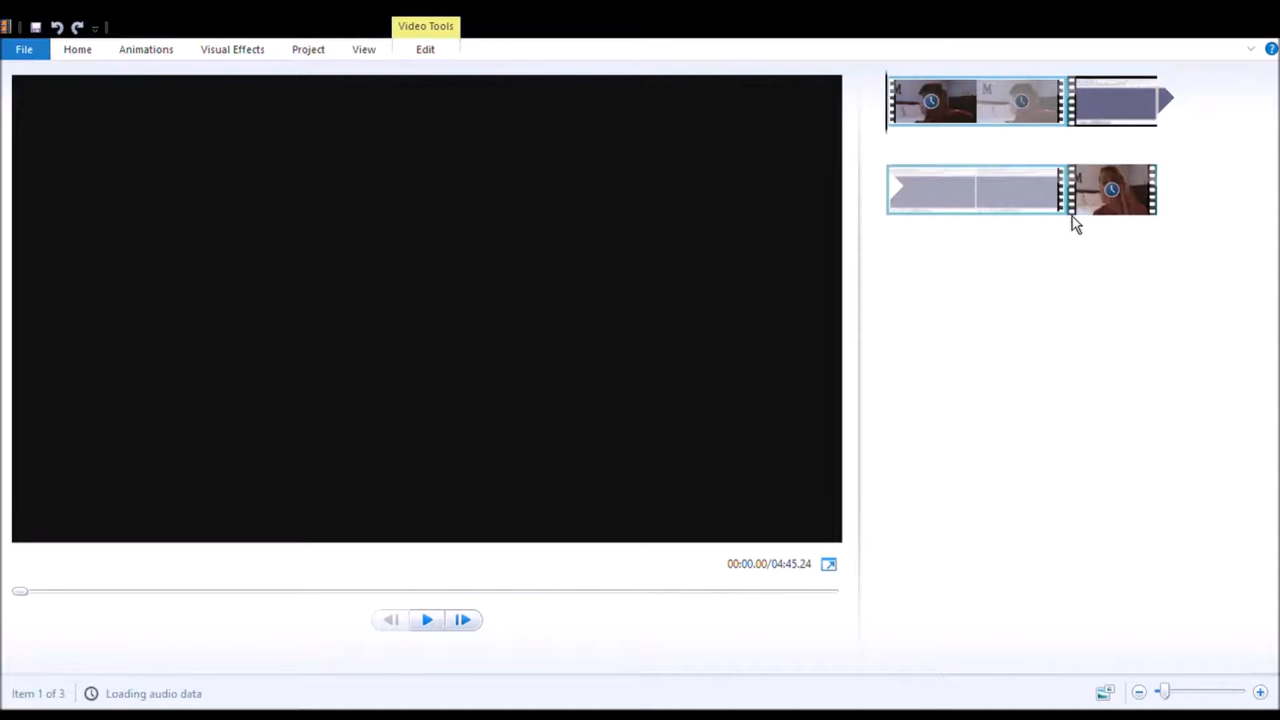 Video Tools
File Home Animations Visual Effects Project View Edit
M M
M
00:00.00/04:45.24
Item 1 of 3 Loading audio data